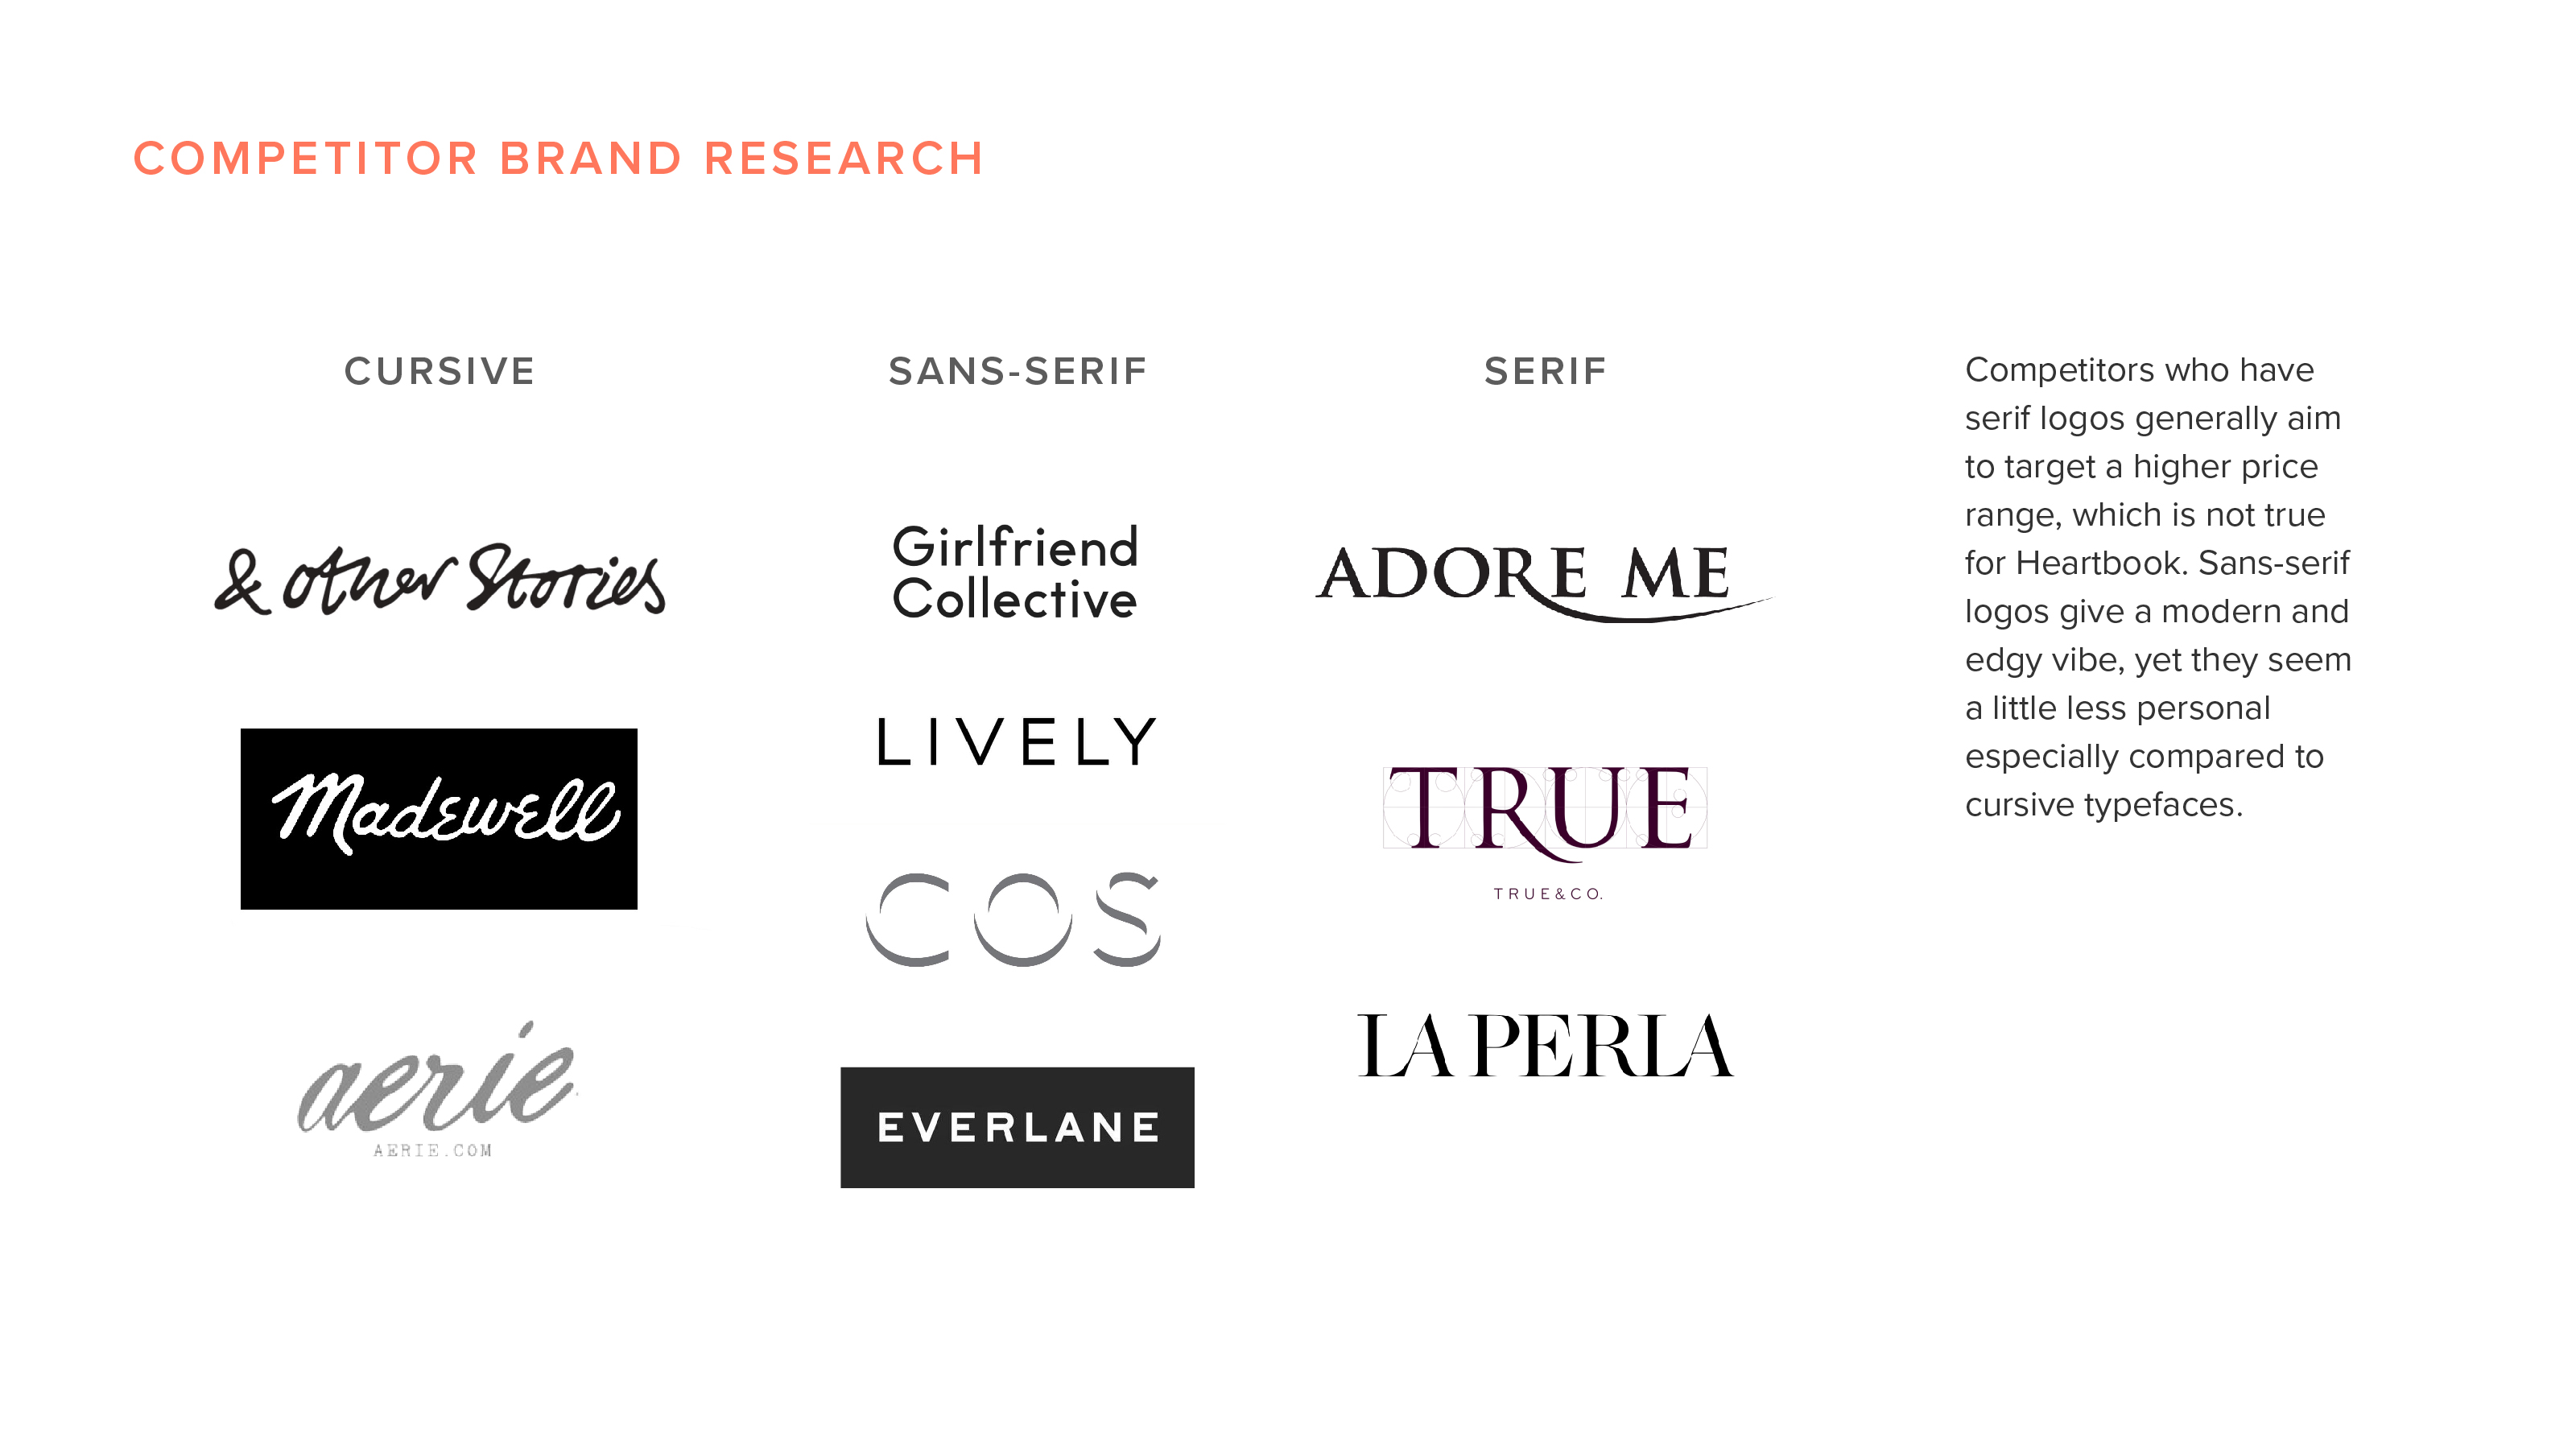 COMPETITOR BRAND RESEARCH
CURSIVE
& other Stories
Madewell
aerie
AERIE.COM
SANS-SERIF
Girlfriend
Collective
LIVELY
COS
EVERLANE
SERIF
ADORE ME
TRUE
TRUE&CO.
LA PERLA
Competitors who have
serif logos generally aim
to target a higher price
range, which is not true
for Heartbook. Sans-serif
logos give a modern and
edgy vibe, yet they seem
a little less personal
especially compared to
cursive typefaces.